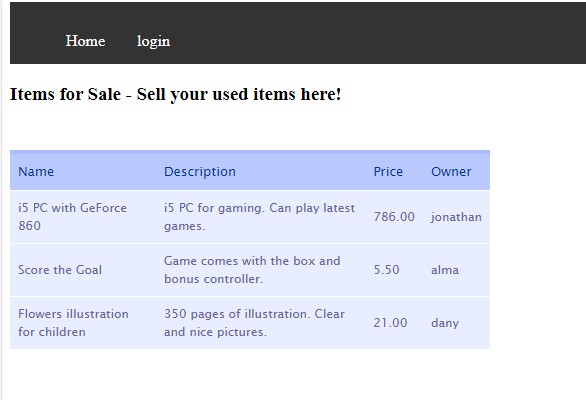 Home login
Items for Sale - Sell your used items here!
Name Description Price Owner
i5 PC with GeForce 860 i5 PC for gaming. Can play latest games. 786.00 jonathan
Score the Goal Game comes with the box and bonus controller. 5.50 alma
Flowers illustration for children 350 pages of illustration. Clear and nice pictures. 21.00 dany